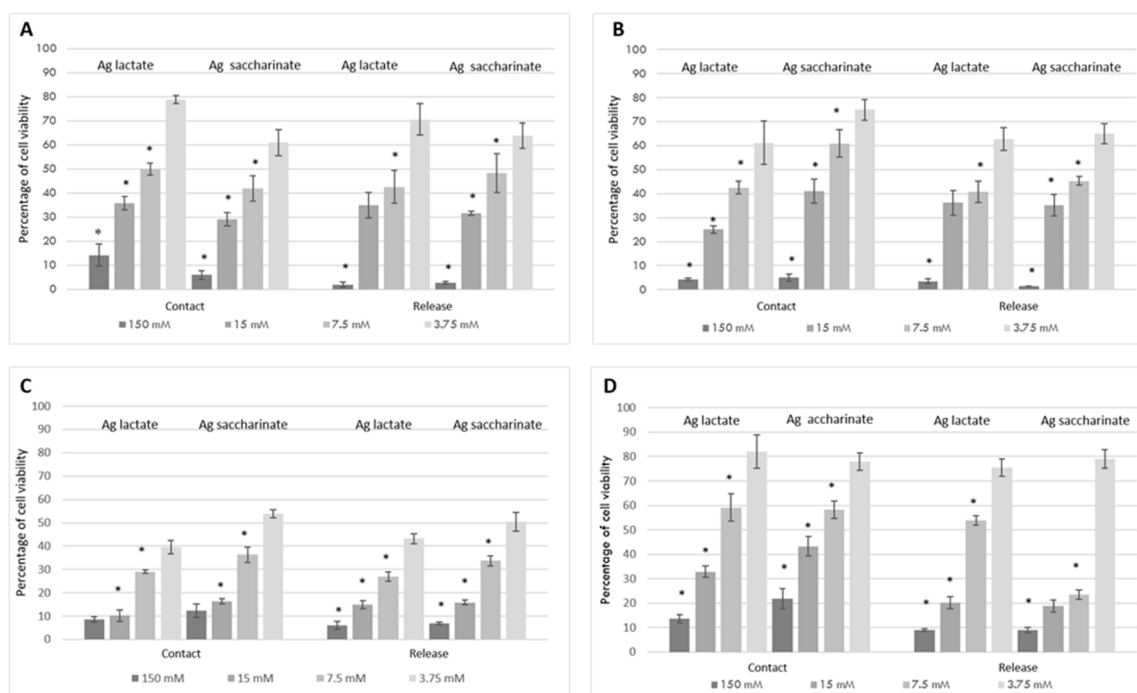 A
Percentage of cell viability
100
90
80
70
60
50
40
30
20
10
0
Ag lactate
Ag saccharinate
Ag lactate
Ag saccharinate
*
*
*
*
*
*
*
*
*
*
Contact
Release
150 mM
15 mM
7.5 mM
3.75 mM
B
Percentage of cell viability
100
90
80
70
60
50
40
30
20
10
0
Ag lactate
Ag saccharinate
Ag lactate
Ag saccharinate
*
*
*
*
*
*
*
*
*
*
*
Contact
Release
150 mM
15 mM
7.5 mM
3.75 mM
C
Percentage of cell viability
100
90
80
70
60
50
40
30
20
10
0
Ag lactate
Ag saccharinate
Ag lactate
Ag saccharinate
*
*
*
*
*
*
*
*
*
*
Contact
Release
150 mM
15 mM
7.5 mM
3.75 mM
D
Percentage of cell viability
100
90
80
70
60
50
40
30
20
10
0
Ag lactate
Ag accharinate
Ag lactate
Ag saccharinate
*
*
*
*
*
*
*
*
*
*
*
Contact
Release
150 mM
15 mM
7.5 mM
3.75 mM